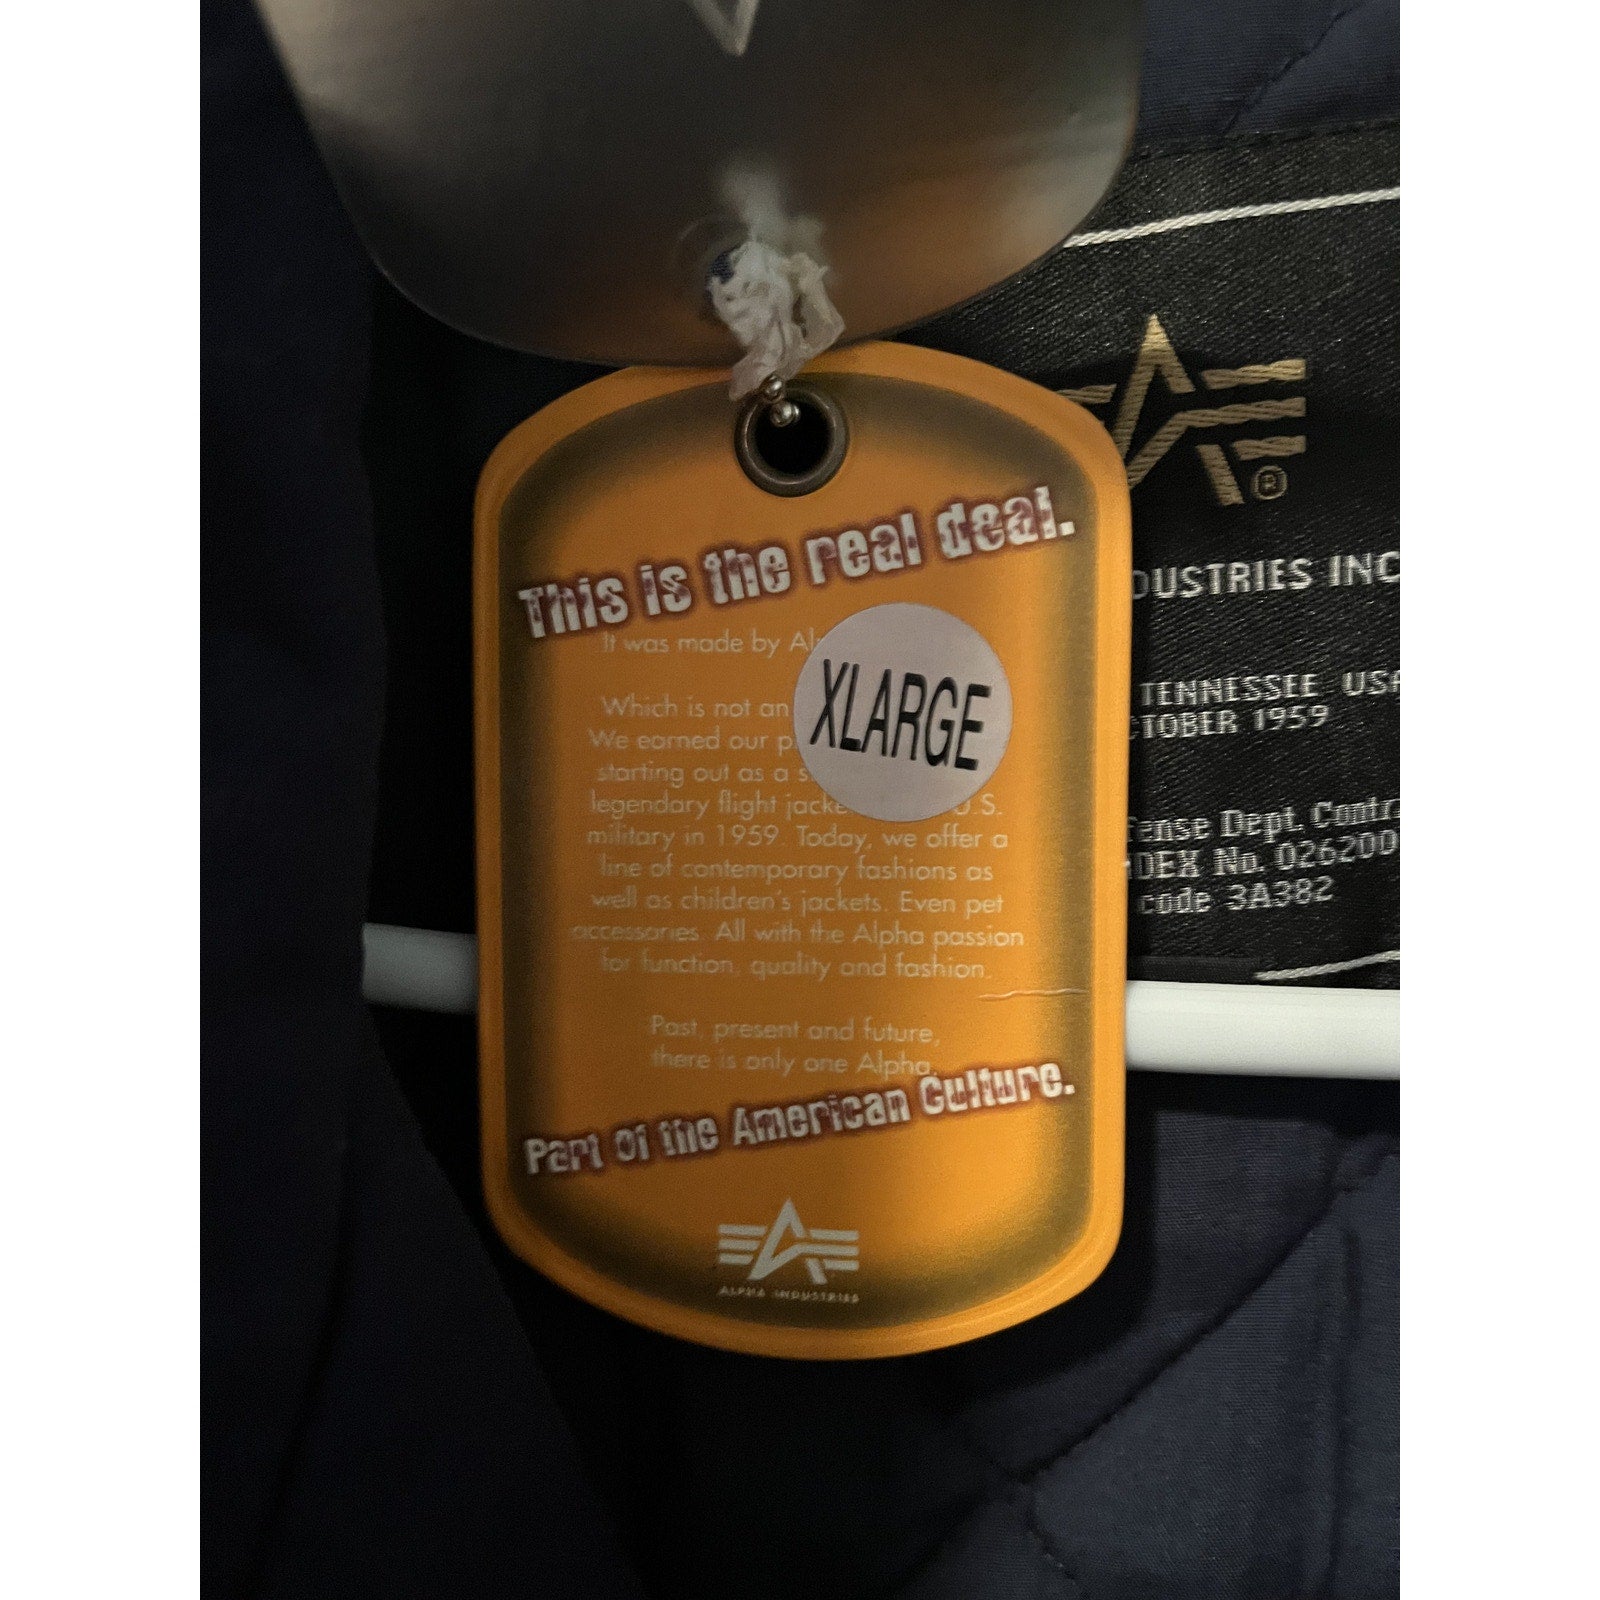 This is the real deal.
It was made by Al
XLARGE
Which is not an
We earned our p
starting out as a s
legendary flight jacke U.S.
military in 1959. Today, we offer a
line of contemporary fashions as
well as children's jackets. Even pet
accessories. All with the Alpha passion
for function, quality and fashion.
Past, present and future,
there is only one Alpha.
Part of the American Culture.
ALPHA INDUSTRIES
®
DUSTRIES INC
TENNESSEE USA
CTOBER 1959
fense Dept. Contr
NDEX No. 026200
code 3A382